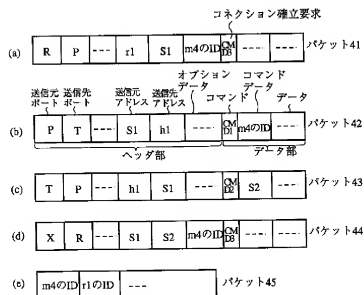 コネクション確立要求
(a) R P ---- r1 S1 ---- m4のID CMD3 ---- ---- パケット41
送信元ポート 送信先ポート 送信元アドレス 送信先アドレス オプションデータ コマンド コマンドデータ データ
(b) P T ---- S1 h1 ---- CMD1 m4のID ---- パケット42
ヘッダ部 データ部
(c) T P ---- h1 S1 ---- CMD2 S2 ---- パケット43
(d) X R ---- S1 S2 m4のID CMD3 ---- ---- パケット44
(e) m4のID r1のID ---- パケット45